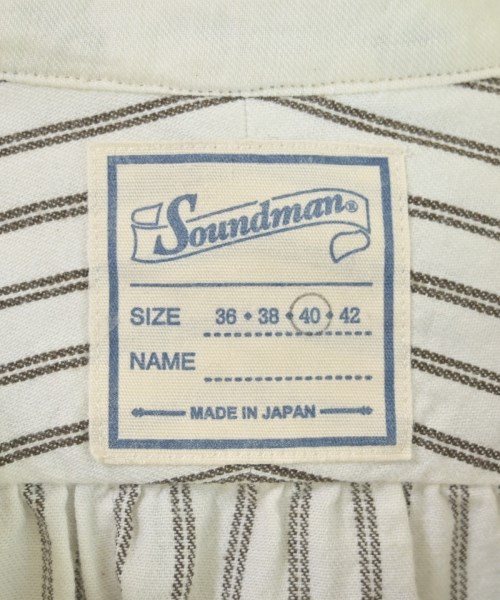 Soundman®
SIZE 36 • 38 • 40 • 42
NAME
MADE IN JAPAN